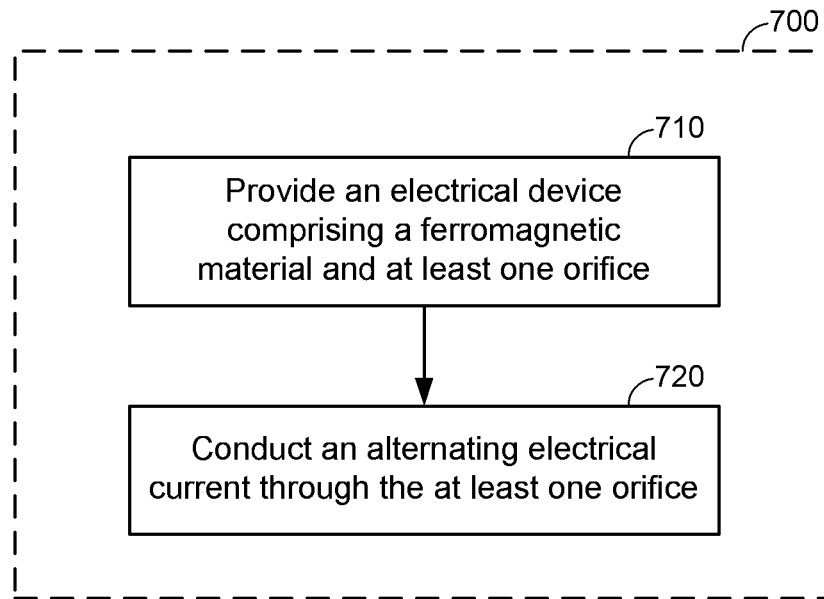 700
710
Provide an electrical device
comprising a ferromagnetic
material and at least one orifice
720
Conduct an alternating electrical
current through the at least one orifice